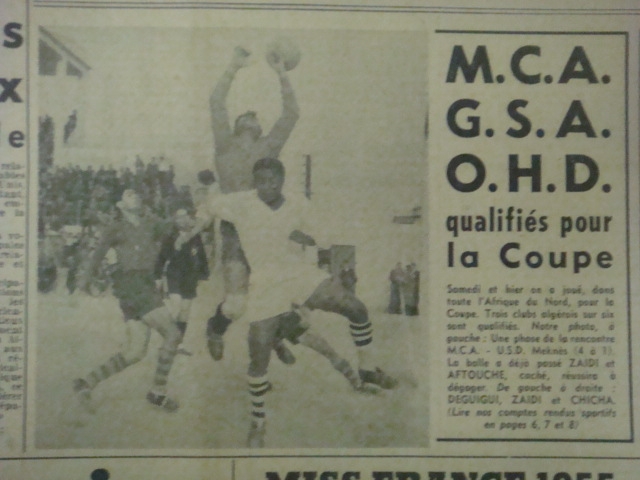 M.C.A.
G.S.A.
O.H.D.
qualifiés pour
la Coupe
Samedi et hier on a joué, dans
toute l'Afrique du Nord, pour la
Coupe. Trois clubs algérois sur six
sont qualifiés. Notre photo, à
gauche : Une phase de la rencontre
M.C.A. - U.S.D. Meknès (4 à 1).
La balle a déjà passé ZAIDI et
AFTOUCHE, caché, réussira à
dégager. De gauche à droite :
DEGUIGUI, ZAIDI et CHICHA.
(Lire nos comptes rendus sportifs
en pages 6, 7 et 8)
MISS FRANCE 1955